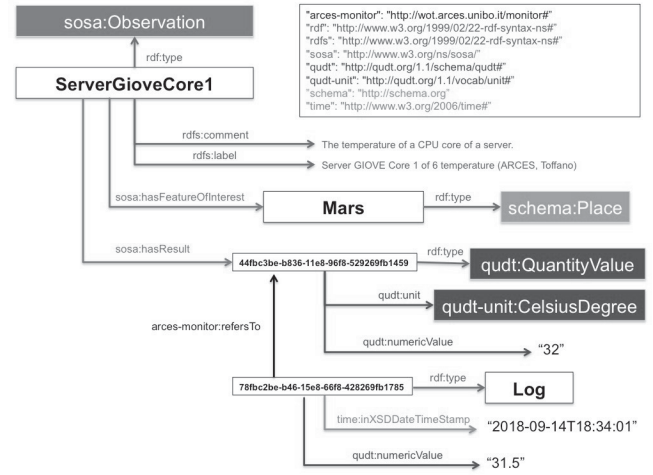 sosa:Observation
"arces-monitor": "http://wot.arces.unibo.it/monitor#"
"rdf": "http://www.w3.org/1999/02/22-rdf-syntax-ns#"
"rdfs": "http://www.w3.org/1999/02/22-rdf-syntax-ns#"
"sosa": "http://www.w3.org/ns/sosa/"
"qudt": "http://qudt.org/1.1/schema/qudt#"
"qudt-unit": "http://qudt.org/1.1/vocab/unit#"
"schema": "http://schema.org"
"time": "http://www.w3.org/2006/time#"
rdf:type
ServerGioveCore1
rdfs:comment
The temperature of a CPU core of a server.
rdfs:label
Server GIOVE Core 1 of 6 temperature (ARCES, Toffano)
sosa:hasFeatureOfInterest
Mars
rdf:type
schema:Place
sosa:hasResult
44fbc3be-b836-11e8-96f8-529269fb1459
rdf:type
qudt:QuantityValue
qudt:unit
qudt-unit:CelsiusDegree
arces-monitor:refersTo
qudt:numericValue
“32”
78fbc2be-b46-15e8-66f8-428269fb1785
rdf:type
Log
time:inXSDDateTimeStamp
“2018-09-14T18:34:01”
qudt:numericValue
“31.5”